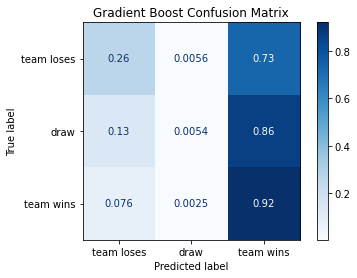 Gradient Boost Confusion Matrix
team loses 0.26 0.0056 0.73
draw 0.13 0.0054 0.86
team wins 0.076 0.0025 0.92
team loses draw team wins
Predicted label
True label
0.8
0.6
0.4
0.2